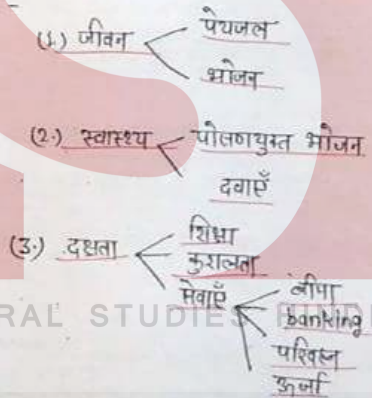 (1.) जीवन
पेयजल
भोजन
(2.) स्वास्थ्य
पोषणयुक्त भोजन
दवाएँ
(3.) दक्षता
शिक्षा
कुशलता
सेवाएँ
बीमा
banking
परिवहन
ऊर्जा
RAL STUDIES